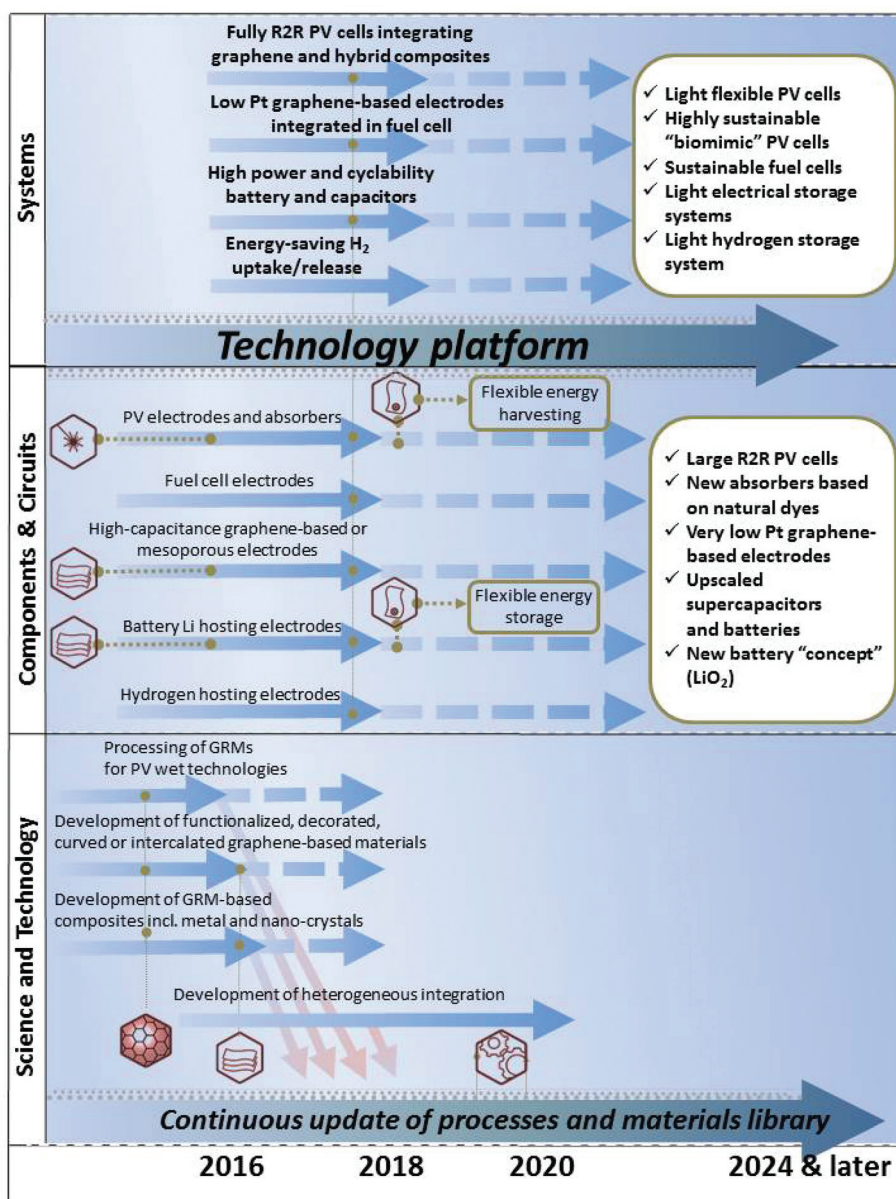 Systems
Fully R2R PV cells integrating
graphene and hybrid composites
Low Pt graphene-based electrodes
integrated in fuel cell
High power and cyclability
battery and capacitors
Energy-saving H₂
uptake/release
✓ Light flexible PV cells
✓ Highly sustainable
"biomimic" PV cells
✓ Sustainable fuel cells
✓ Light electrical storage
systems
✓ Light hydrogen storage
system
Technology platform
Components & Circuits
PV electrodes and absorbers
Flexible energy
harvesting
Fuel cell electrodes
High-capacitance graphene-based or
mesoporous electrodes
Flexible energy
storage
Battery Li hosting electrodes
Hydrogen hosting electrodes
✓ Large R2R PV cells
✓ New absorbers based
on natural dyes
✓ Very low Pt graphene-
based electrodes
✓ Upscaled
supercapacitors
and batteries
✓ New battery "concept"
(LiO₂)
Science and Technology
Processing of GRMs
for PV wet technologies
Development of functionalized, decorated,
curved or intercalated graphene-based materials
Development of GRM-based
composites incl. metal and nano-crystals
Development of heterogeneous integration
Continuous update of processes and materials library
2016 2018 2020 2024 & later